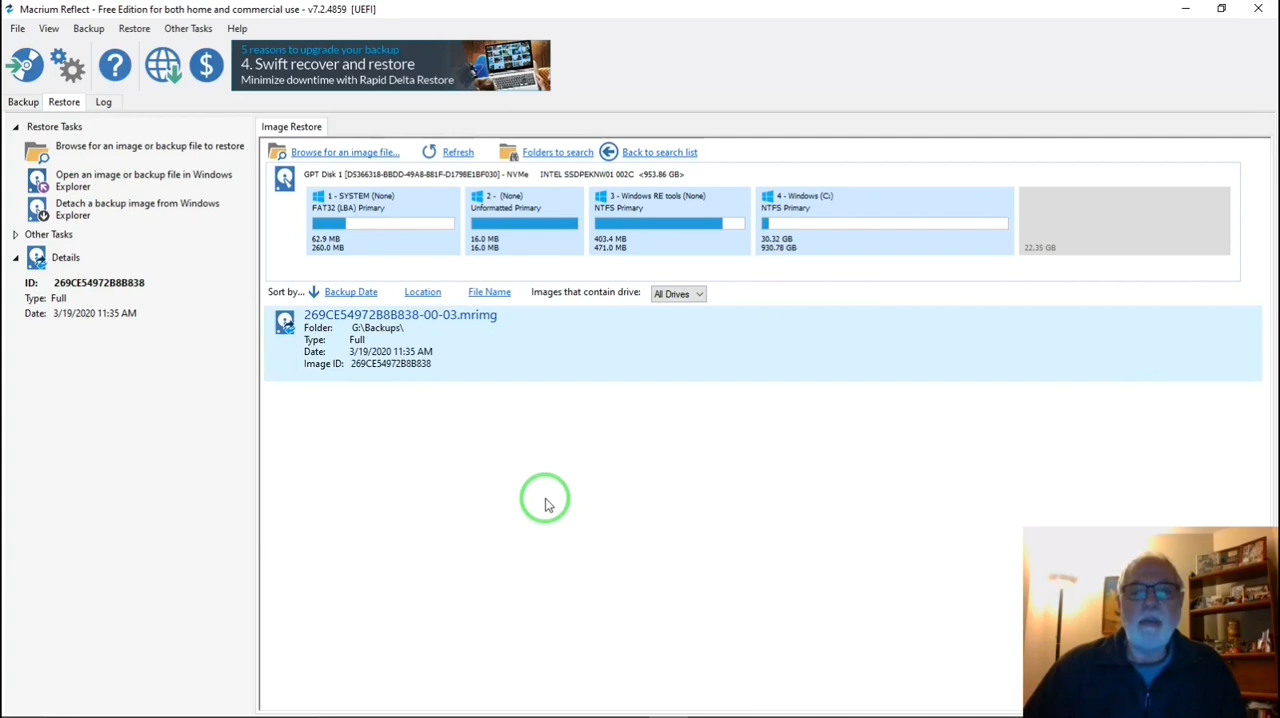 Macrium Reflect - Free Edition for both home and commercial use - v7.2.4859 [UEFI]
File View Backup Restore Other Tasks Help
5 reasons to upgrade your backup
4. Swift recover and restore
Minimize downtime with Rapid Delta Restore
Backup Restore Log
Restore Tasks
Browse for an image or backup file to restore
Open an image or backup file in Windows
Explorer
Detach a backup image from Windows
Explorer
Other Tasks
Details
ID: 269CE54972B8B838
Type: Full
Date: 3/19/2020 11:35 AM
Image Restore
Browse for an image file... Refresh Folders to search Back to search list
GPT Disk 1 [D5366318-BBDD-49A8-881F-D1798E1BF030] - NVMe INTEL SSDPEKNW01 002C <953.86 GB>
1 - SYSTEM (None)
FAT32 (LBA) Primary
62.9 MB
260.0 MB
2 - (None)
Unformatted Primary
16.0 MB
16.0 MB
3 - Windows RE tools (None)
NTFS Primary
403.4 MB
471.0 MB
4 - Windows (C:)
NTFS Primary
30.32 GB
930.78 GB
22.35 GB
Sort by... Backup Date Location File Name Images that contain drive: All Drives
269CE54972B8B838-00-03.mrimg
Folder: G:\Backups\
Type: Full
Date: 3/19/2020 11:35 AM
Image ID: 269CE54972B8B838